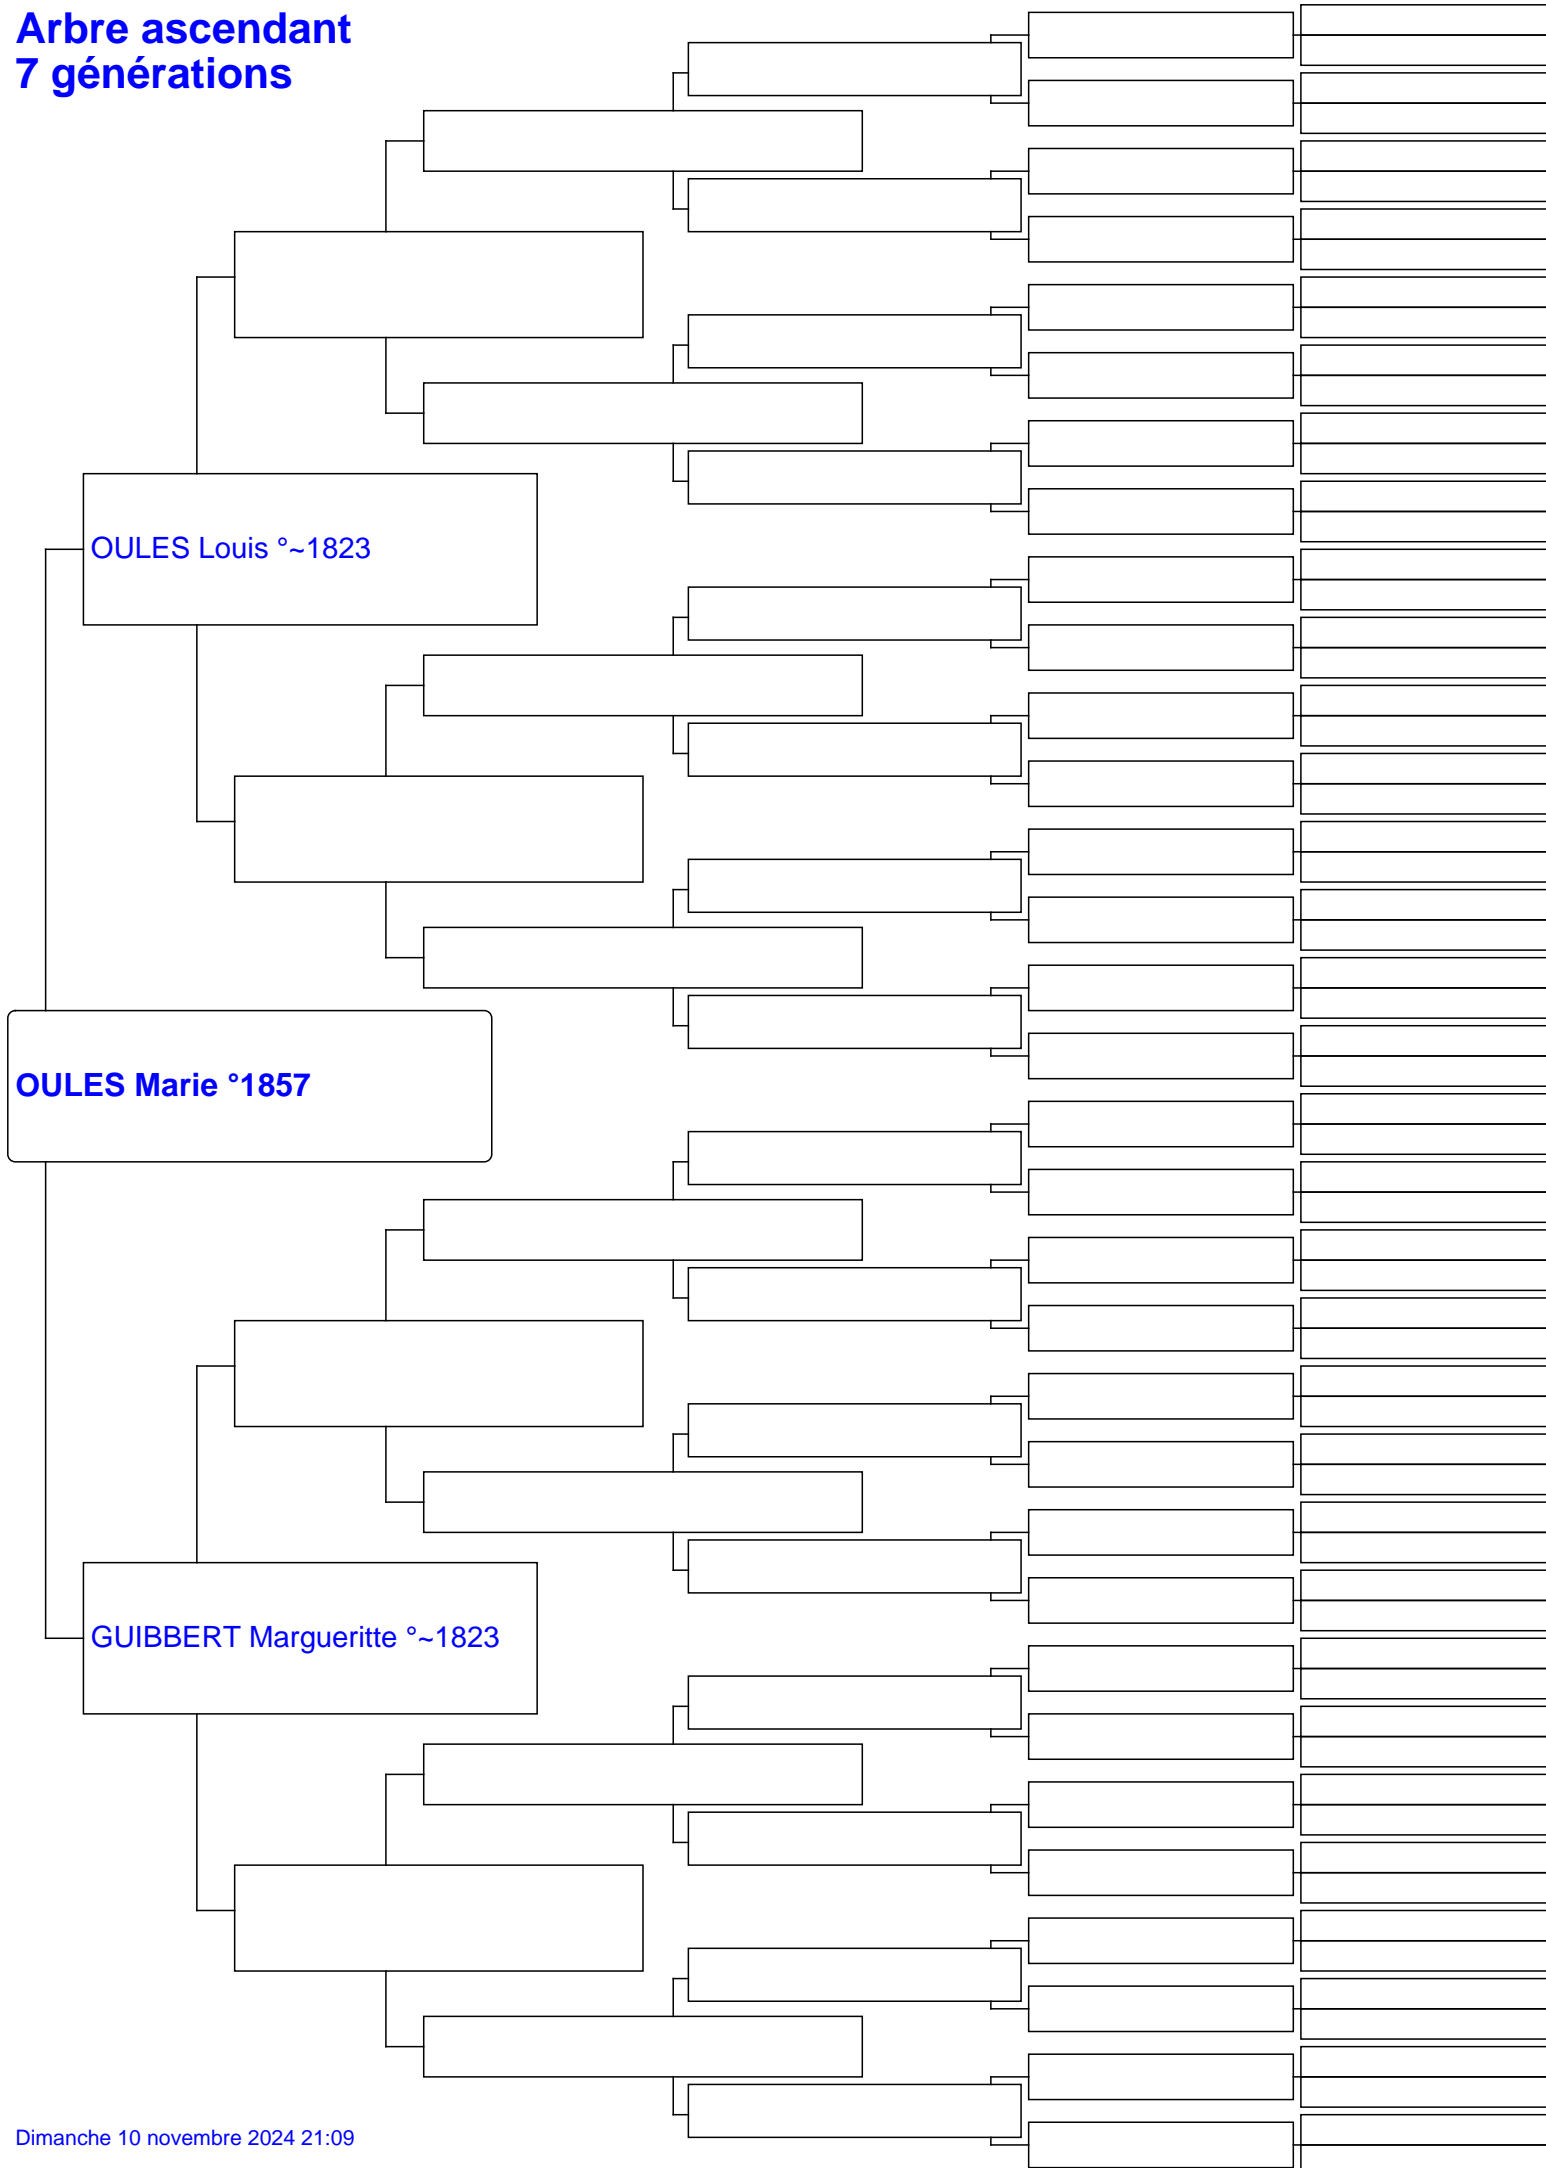 Arbre ascendant
7 générations
OULES Louis °~1823
OULES Marie °1857
GUIBBERT Margueritte °~1823
Dimanche 10 novembre 2024 21:09